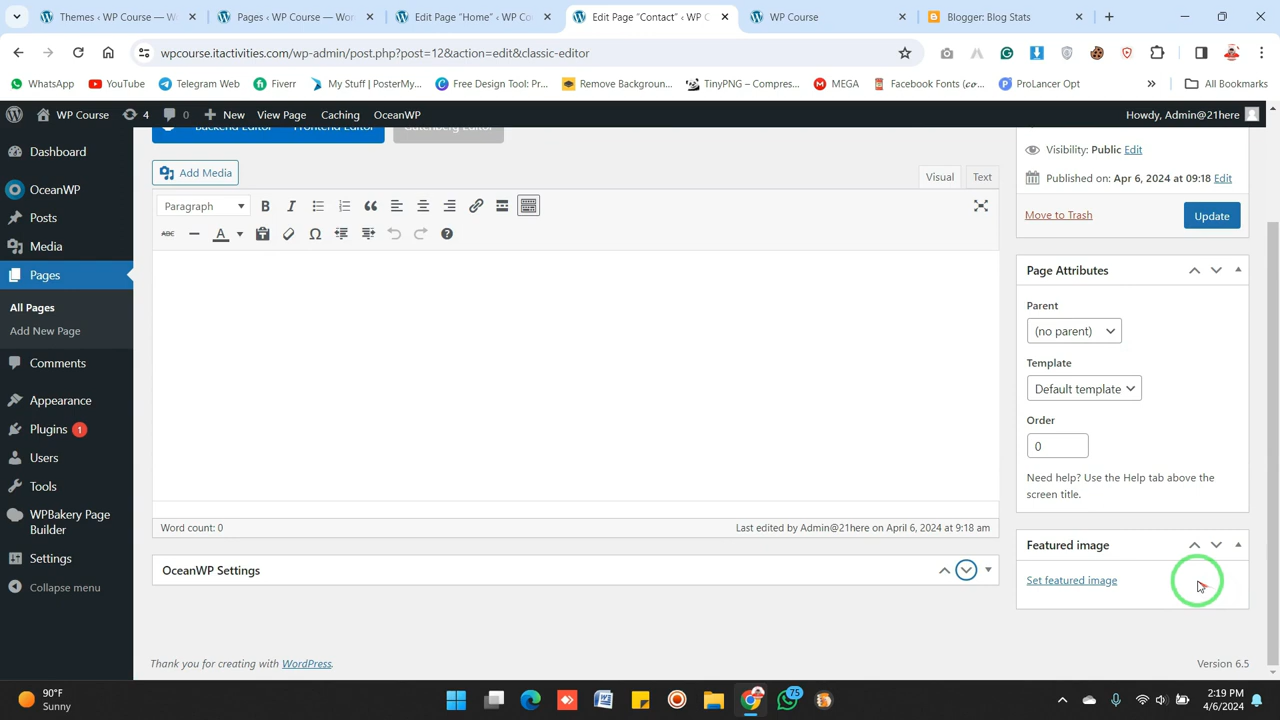 Themes ‹ WP Course — W
Pages ‹ WP Course — Wor
Edit Page "Home" ‹ WP Co
Edit Page "Contact" ‹ WP C
WP Course
Blogger: Blog Stats
wpcourse.itactivities.com/wp-admin/post.php?post=12&action=edit&classic-editor
WhatsApp
YouTube
Telegram Web
Fiverr
My Stuff | PosterMy...
Free Design Tool: Pr...
Remove Backgroun...
TinyPNG – Compres...
MEGA
Facebook Fonts (𝒸ℴ...
ProLancer Opt
All Bookmarks
WP Course 4 0 New View Page Caching OceanWP
Howdy, Admin@21here
Dashboard
OceanWP
Posts
Media
Pages
All Pages
Add New Page
Comments
Appearance
Plugins 1
Users
Tools
WPBakery Page
Builder
Settings
Collapse menu
Backend Editor Frontend Editor Gutenberg Editor
Add Media
Visual Text
Paragraph
B I
ABC A Ω
Word count: 0
Last edited by Admin@21here on April 6, 2024 at 9:18 am
OceanWP Settings
Visibility: Public Edit
Published on: Apr 6, 2024 at 09:18 Edit
Move to Trash
Update
Page Attributes
Parent
(no parent)
Template
Default template
Order
0
Need help? Use the Help tab above the
screen title.
Featured image
Set featured image
Thank you for creating with WordPress.
Version 6.5
90°F
Sunny
75
2:19 PM
4/6/2024